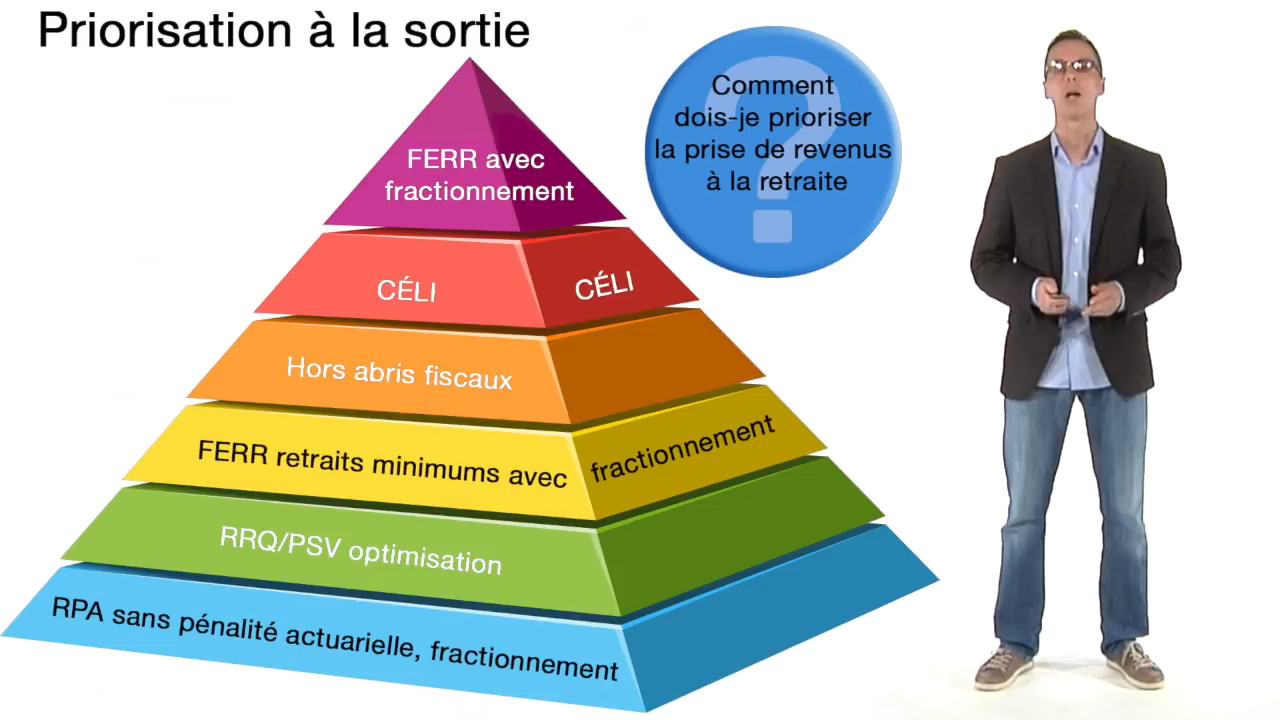 Priorisation à la sortie
Comment
dois-je prioriser
la prise de revenus
à la retraite
?
FERR avec
fractionnement
CÉLI CÉLI
Hors abris fiscaux
FERR retraits minimums avec fractionnement
RRQ/PSV optimisation
RPA sans pénalité actuarielle, fractionnement